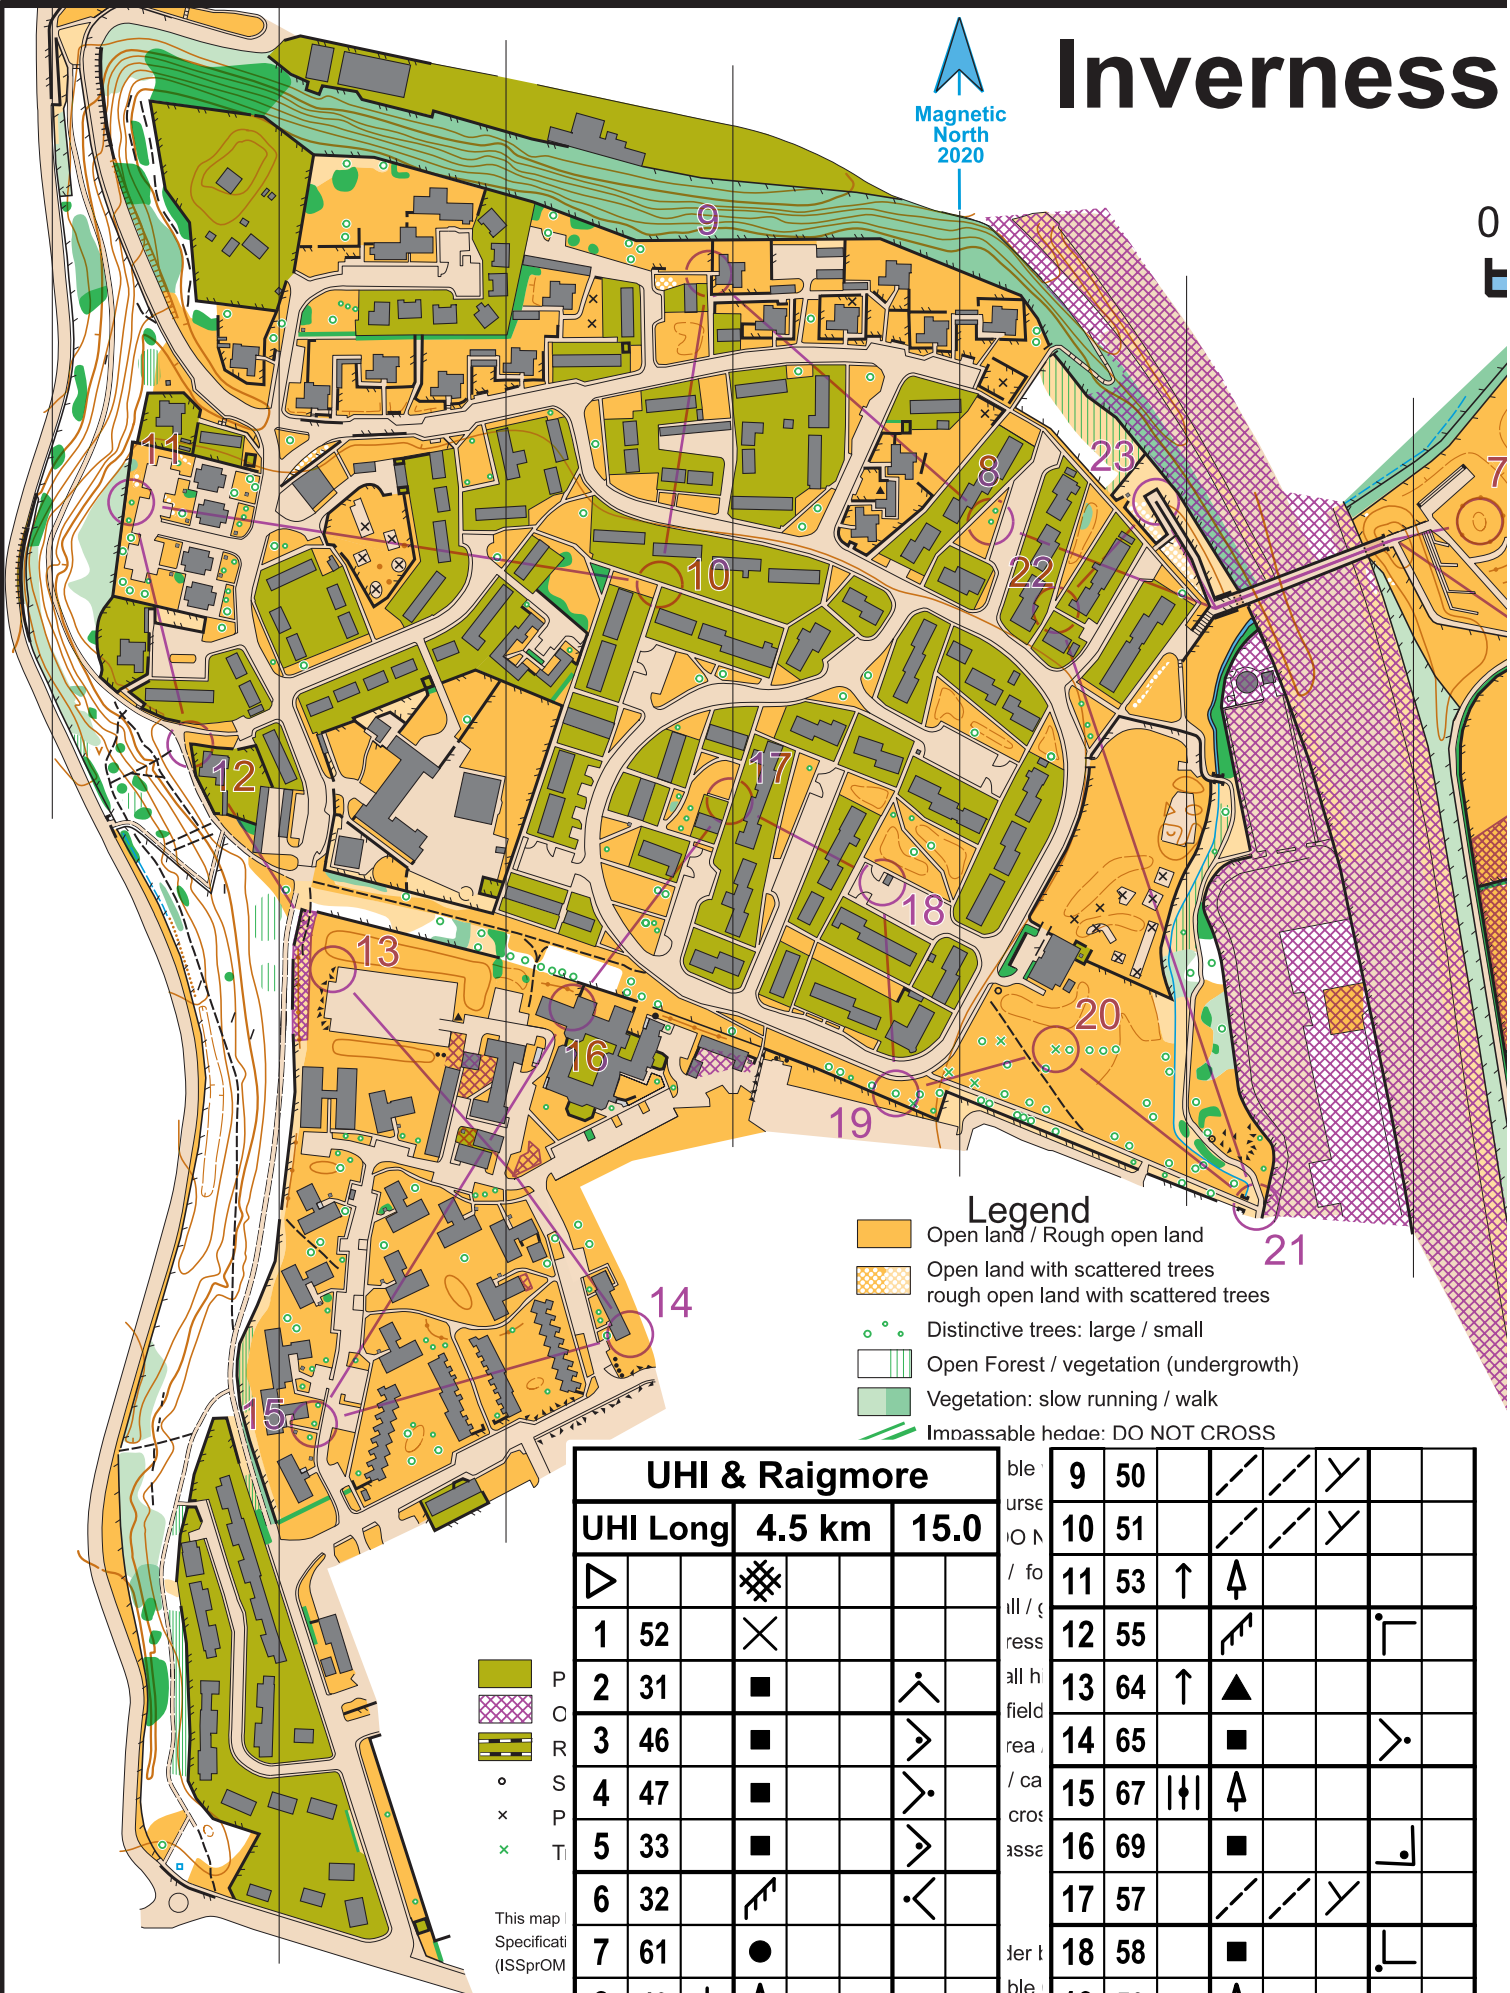 Inverness
Magnetic
North
2020
0
9
11
8
23
7
10
22
17
12
18
13
20
16
19
21
14
15
Legend
Open land / Rough open land
Open land with scattered trees
rough open land with scattered trees
Distinctive trees: large / small
Open Forest / vegetation (undergrowth)
Vegetation: slow running / walk
Impassable hedge: DO NOT CROSS
UHI & Raigmore
UHI Long 4.5 km 15.0
1 52
2 31
3 46
4 47
5 33
6 32
7 61
9 50
10 51
11 53
12 55
13 64
14 65
15 67
16 69
17 57
18 58
P
O
R
S
P
This map
(ISSprOM